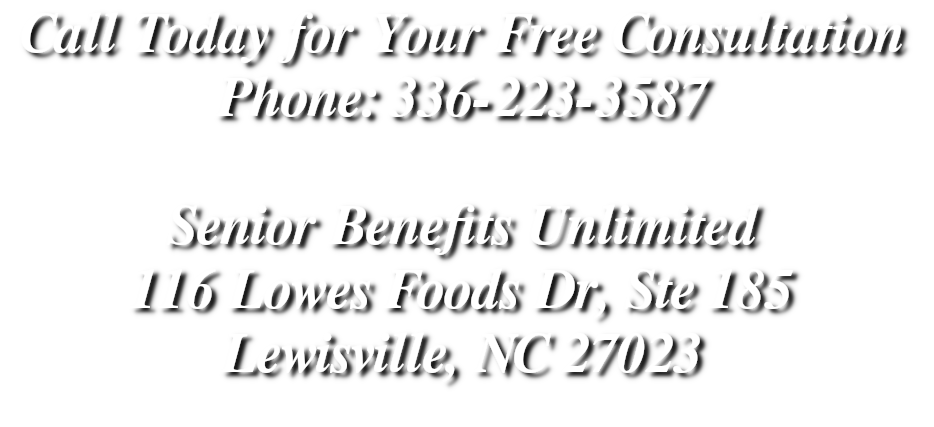 Call Today for Your Free Consultation
Phone: 336-223-3587
Senior Benefits Unlimited
116 Lowes Foods Dr, Ste 185
Lewisville, NC 27023